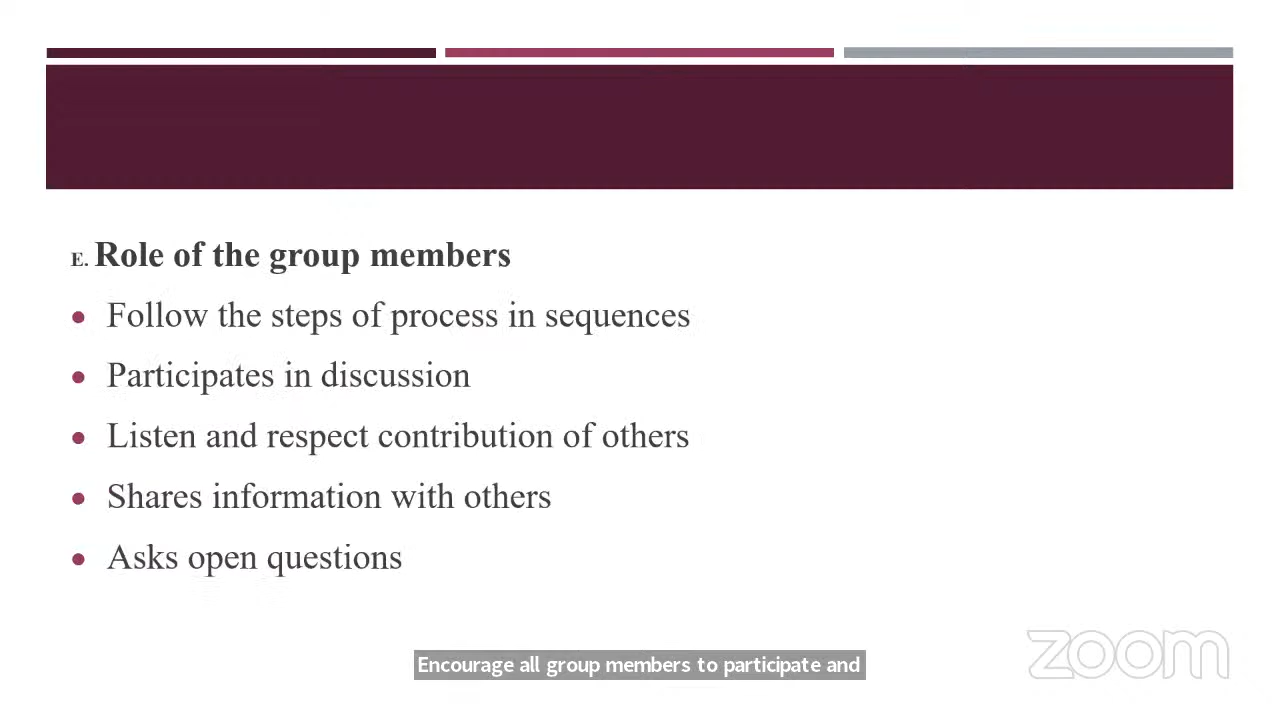 E. Role of the group members
• Follow the steps of process in sequences
• Participates in discussion
• Listen and respect contribution of others
• Shares information with others
• Asks open questions
Encourage all group members to participate and
zoom